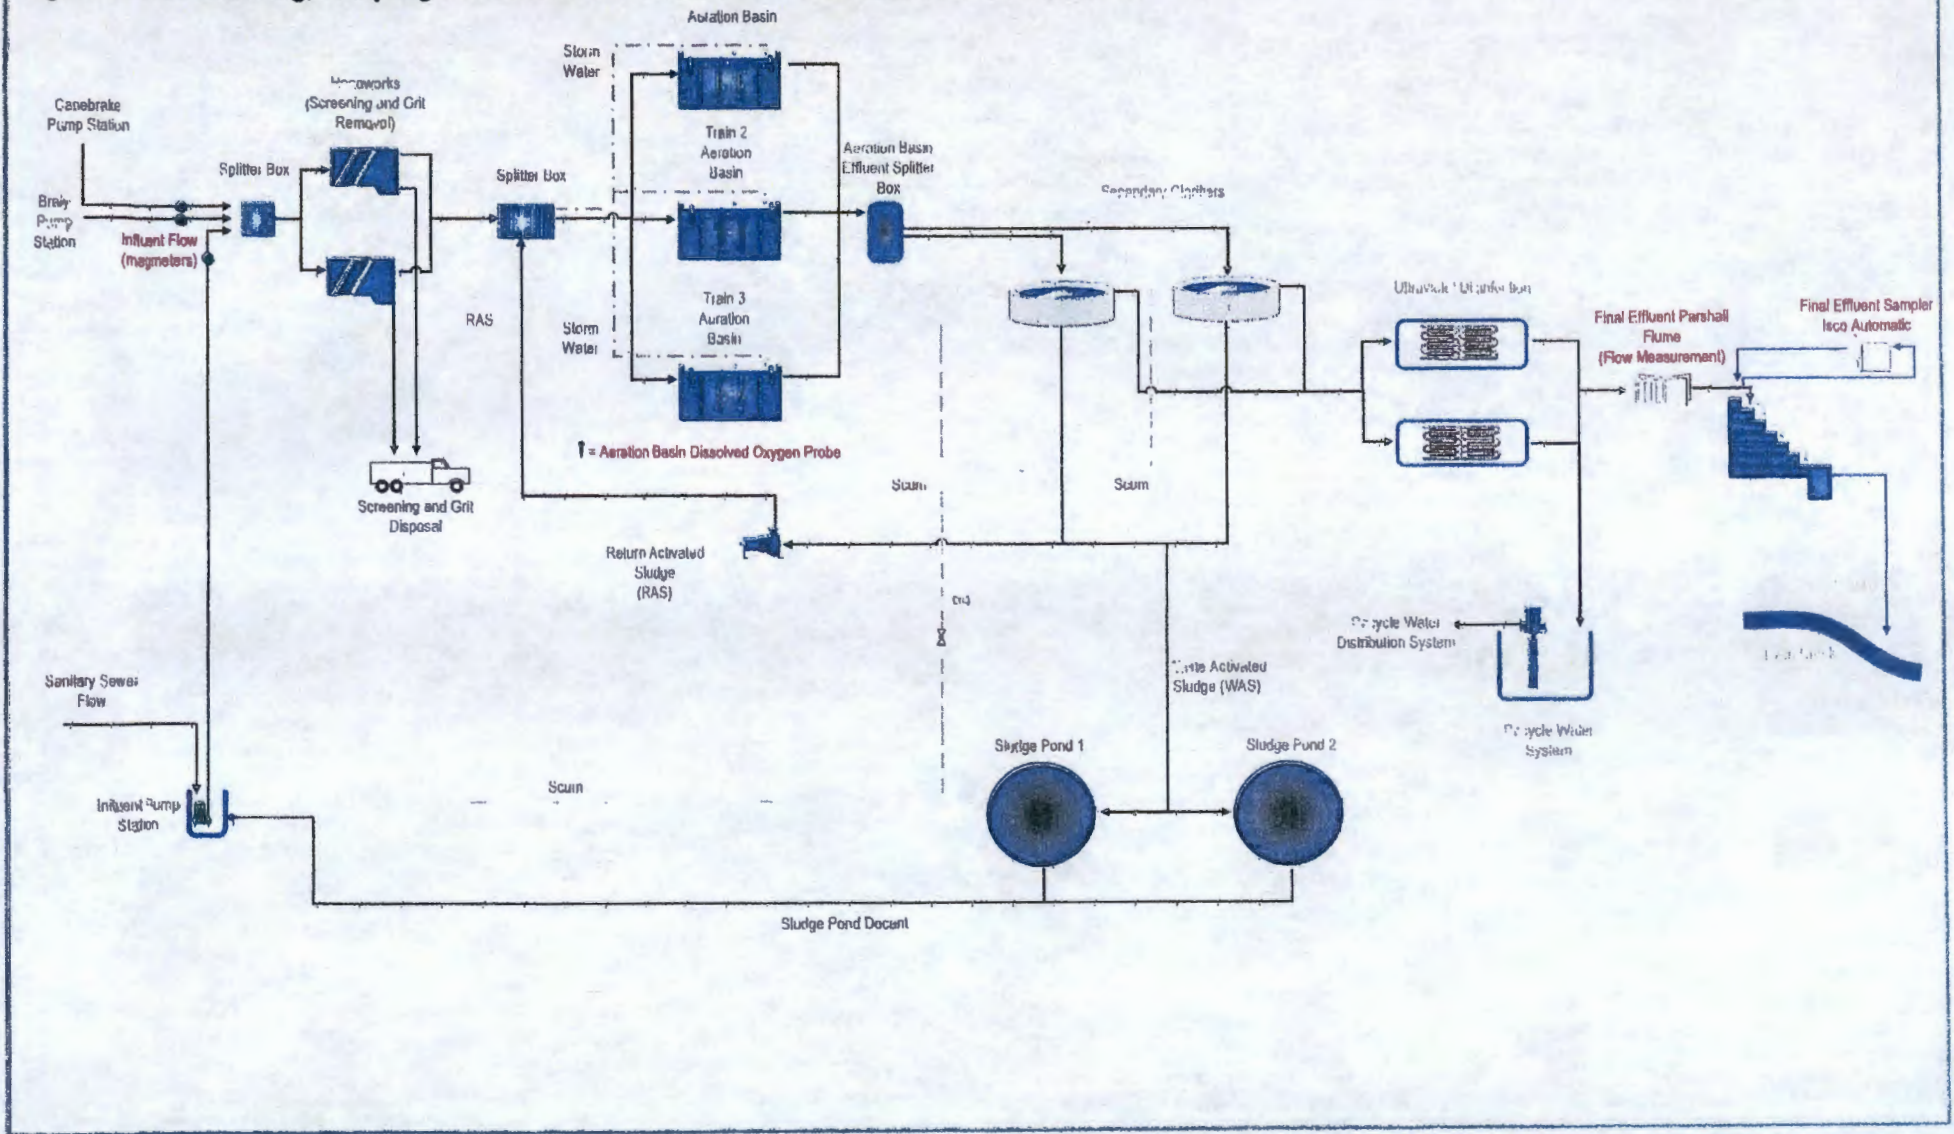 Aeration Basin
Storm
Water
Headworks
(Screening and Grit
Removal)
Canebrake
Pump Station
Splitter Box
Splitter Box
Train 2
Aeration
Basin
Aeration Basin
Effluent Splitter
Box
Secondary Clarifiers
Pump
Station
Influent Flow
(magmeters)
RAS
Storm
Water
Train 3
Aeration
Basin
Ultraviolet Disinfection
Final Effluent Parshall
Flume
(Flow Measurement)
Final Effluent Sampler
Isco Automatic
= Aeration Basin Dissolved Oxygen Probe
Scum
Scum
Screening and Grit
Disposal
Return Activated
Sludge
(RAS)
Recycle Water
Distribution System
Waste Activated
Sludge (WAS)
Sanitary Sewer
Flow
Recycle Water
System
Sludge Pond 1
Sludge Pond 2
Scum
Influent Pump
Station
Sludge Pond Decant